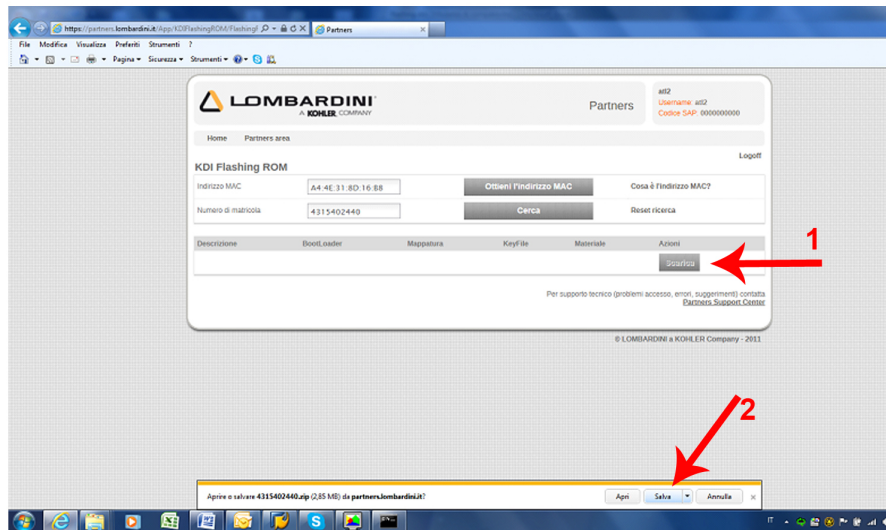 https://partners.lombardini.it/App/KDIFlashingROM/Flashing!
Partners
File Modifica Visualizza Preferiti Strumenti ?
Pagina Sicurezza Strumenti
LOMBARDINI
A KOHLER COMPANY
Partners
atl2
Username: atl2
Codice SAP: 0000000000
Home Partners area
Logoff
KDI Flashing ROM
Indirizzo MAC A4:4E:31:8D:16:88 Ottieni l'indirizzo MAC Cosa è l'indirizzo MAC?
Numero di matricola 4315402440 Cerca Reset ricerca
Descrizione BootLoader Mappatura KeyFile Materiale Azioni
Scarica
1
Per supporto tecnico (problemi accesso, errori, suggerimenti) contatta
Partners Support Center
© LOMBARDINI a KOHLER Company - 2011
2
Aprire o salvare 4315402440.zip (2,85 MB) da partners.lombardini.it? Apri Salva Annulla
IT